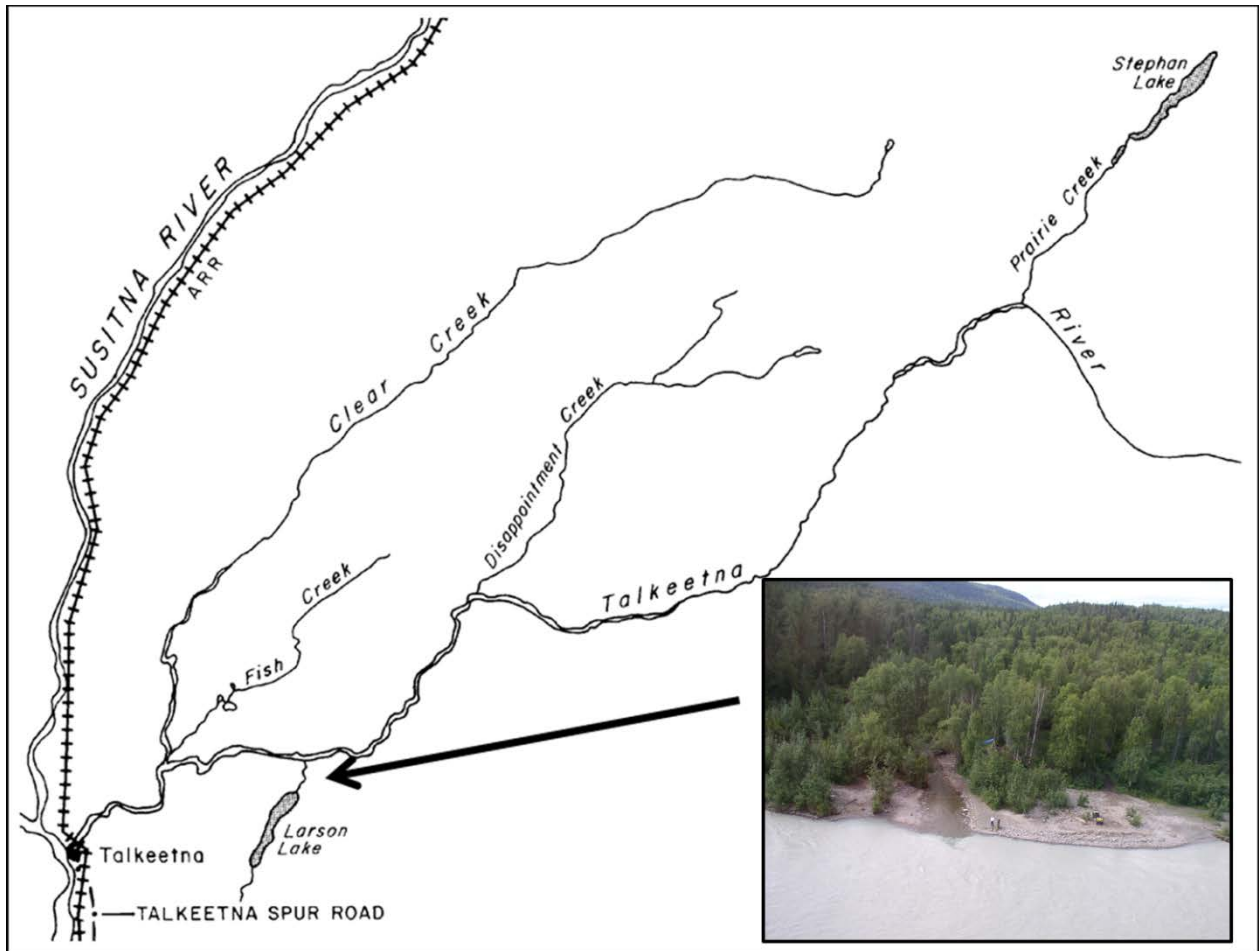 Stephan
Lake
SUSITNA RIVER
ARR
Prairie Creek
Clear Creek
River
Disappointment Creek
Talkeetna
Fish Creek
Larson
Lake
Talkeetna
TALKEETNA SPUR ROAD